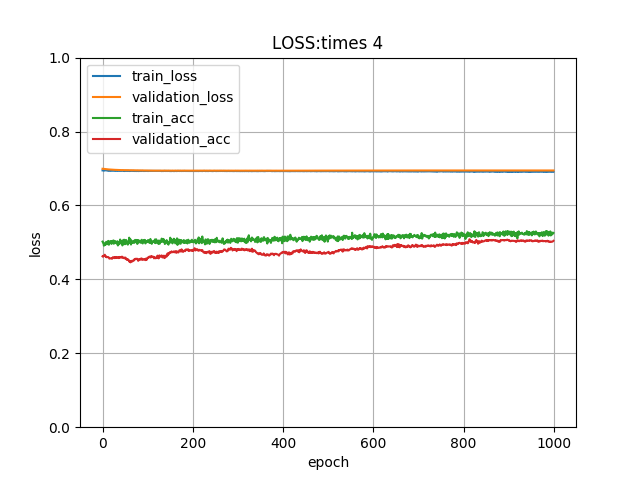 LOSS:times 4
1.0
0.8
0.6
0.4
0.2
0.0
loss
train_loss
validation_loss
train_acc
validation_acc
0 200 400 600 800 1000
epoch